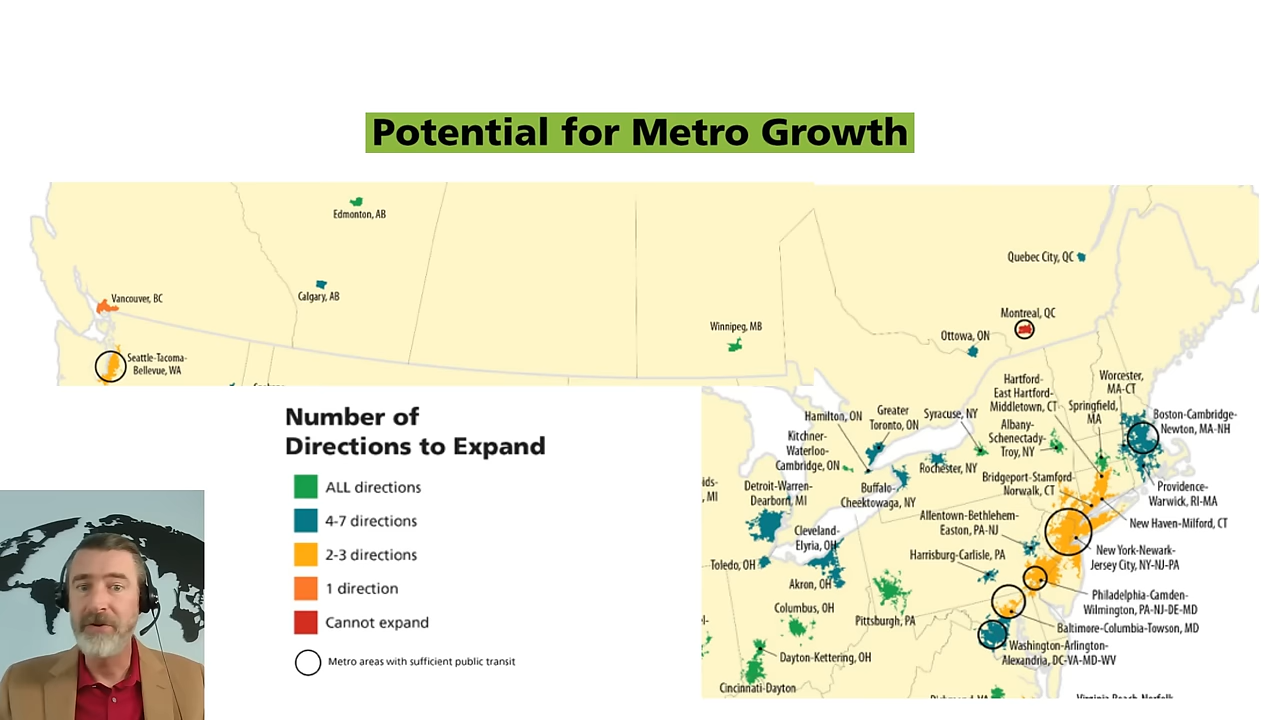 Potential for Metro Growth
Edmonton, AB
Calgary, AB
Vancouver, BC
Seattle-Tacoma-
Bellevue, WA
Winnipeg, MB
Quebec City, QC
Montreal, QC
Ottowa, ON
Number of
Directions to Expand
ALL directions
4-7 directions
2-3 directions
1 direction
Cannot expand
Metro areas with sufficient public transit
Hartford-
East Hartford-
Middletown, CT
Worcester,
MA-CT
Springfield,
MA
Boston-Cambridge-
Newton, MA-NH
Hamilton, ON
Greater
Toronto, ON
Syracuse, NY
Albany-
Schenectady-
Troy, NY
Kitchner-
Waterloo-
Cambridge, ON
Rochester, NY
Bridgeport-Stamford-
Norwalk, CT
Providence-
Warwick, RI-MA
ids-
, MI
Detroit-Warren-
Dearborn, MI
Buffalo-
Cheektowaga, NY
New Haven-Milford, CT
Allentown-Bethlehem-
Easton, PA-NJ
Cleveland-
Elyria, OH
New York-Newark-
Jersey City, NY-NJ-PA
Harrisburg-Carlisle, PA
Toledo, OH
Akron, OH
Philadelphia-Camden-
Wilmington, PA-NJ-DE-MD
Columbus, OH
Pittsburgh, PA
Baltimore-Columbia-Towson, MD
Washington-Arlington-
Alexandria, DC-VA-MD-WV
Dayton-Kettering, OH
Cincinnati-Dayton